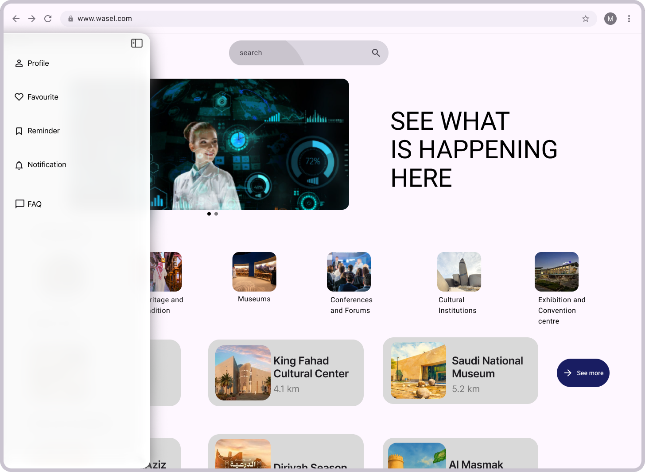 www.wasel.com
M
search
Profile
Favourite
Reminder
Notification
FAQ
72%
SEE WHAT
IS HAPPENING
HERE
ritage and
dition
Museums
Conferences
and Forums
Cultural
Institutions
Exhibition and
Convention
centre
King Fahad
Cultural Center
4.1 km
Saudi National
Museum
5.2 km
See more
Aziz
Diriyah Season
Al Masmak